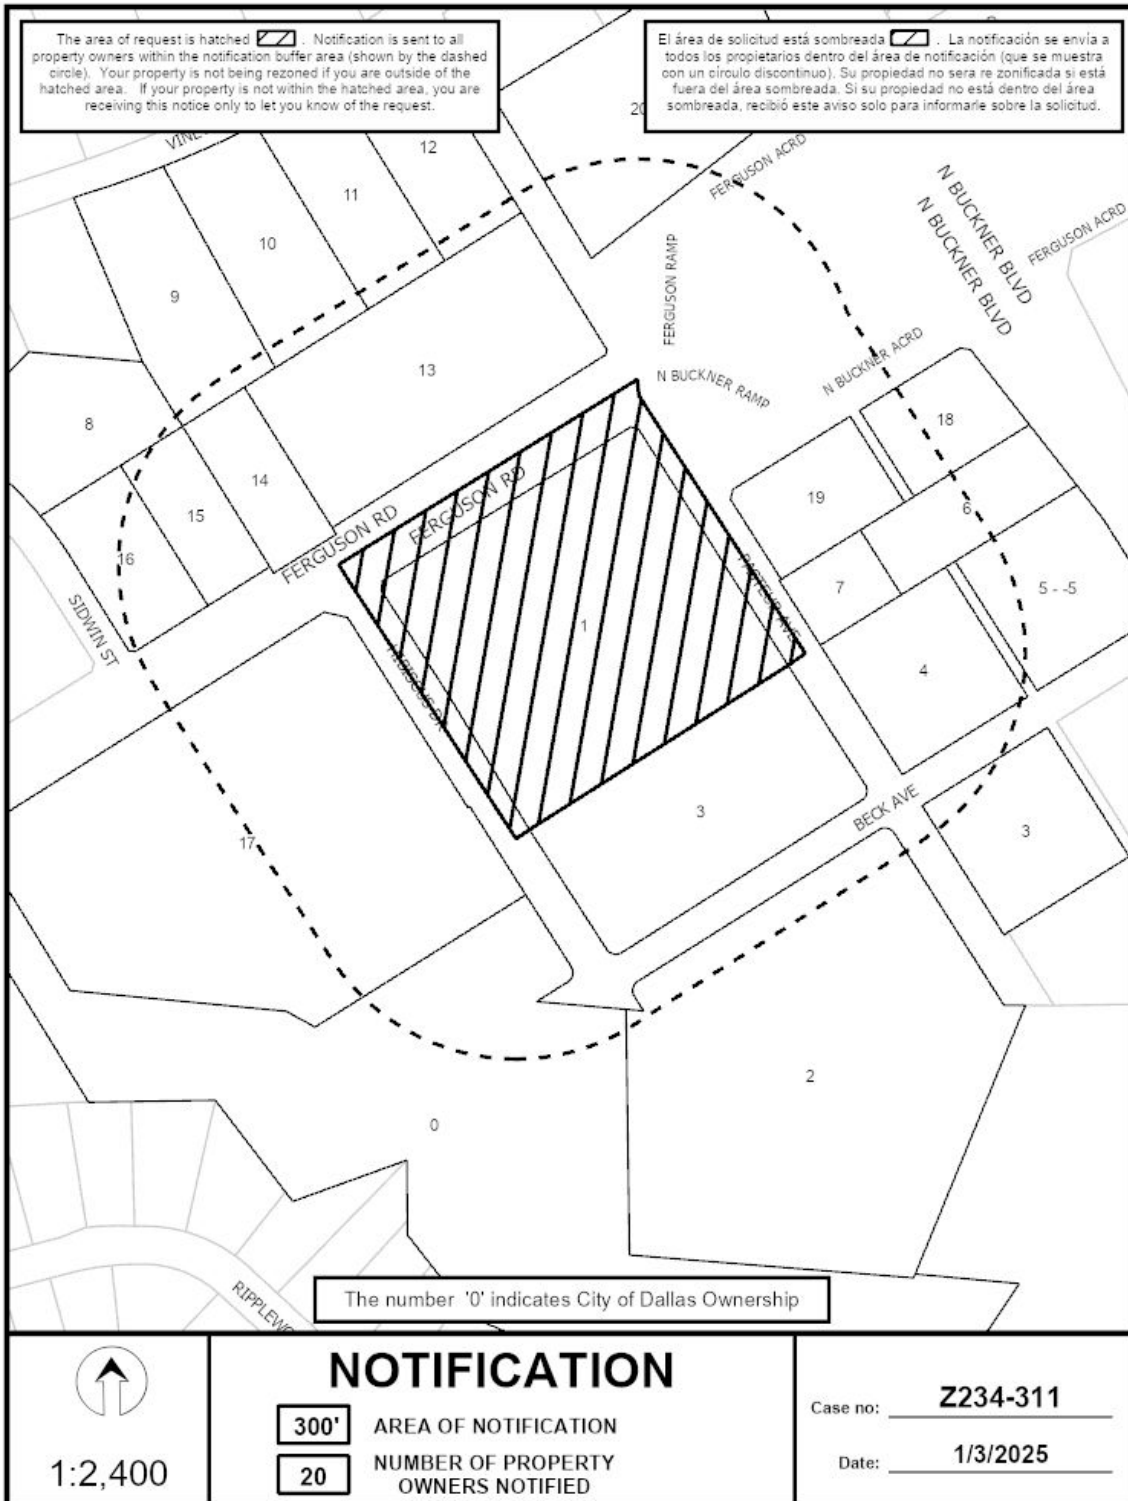 The area of request is hatched . Notification is sent to all
property owners within the notification buffer area (shown by the dashed
circle). Your property is not being rezoned if you are outside of the
hatched area. If your property is not within the hatched area, you are
receiving this notice only to let you know of the request.
El área de solicitud está sombreada . La notificación se envía a
todos los propietarios dentro del área de notificación (que se muestra
con un círculo discontinuo). Su propiedad no sera re zonificada si está
fuera del área sombreada. Si su propiedad no está dentro del área
sombreada, recibió este aviso solo para informarle sobre la solicitud.
20
12
11
10
9
8
13
14
15
16
FERGUSON ACRD
N BUCKNER BLVD
N BUCKNER BLVD
FERGUSON ACRD
FERGUSON RAMP
N BUCKNER RAMP
N BUCKNER ACRD
18
19
6
7
5 - -5
4
FERGUSON RD
FERGUSON RD
SIDWIN ST
1
PASTEUR AVE
HIBISCUS DR
17
3
BECK AVE
3
2
0
The number '0' indicates City of Dallas Ownership
1:2,400
NOTIFICATION
300' AREA OF NOTIFICATION
20 NUMBER OF PROPERTY
OWNERS NOTIFIED
Case no: Z234-311
Date: 1/3/2025